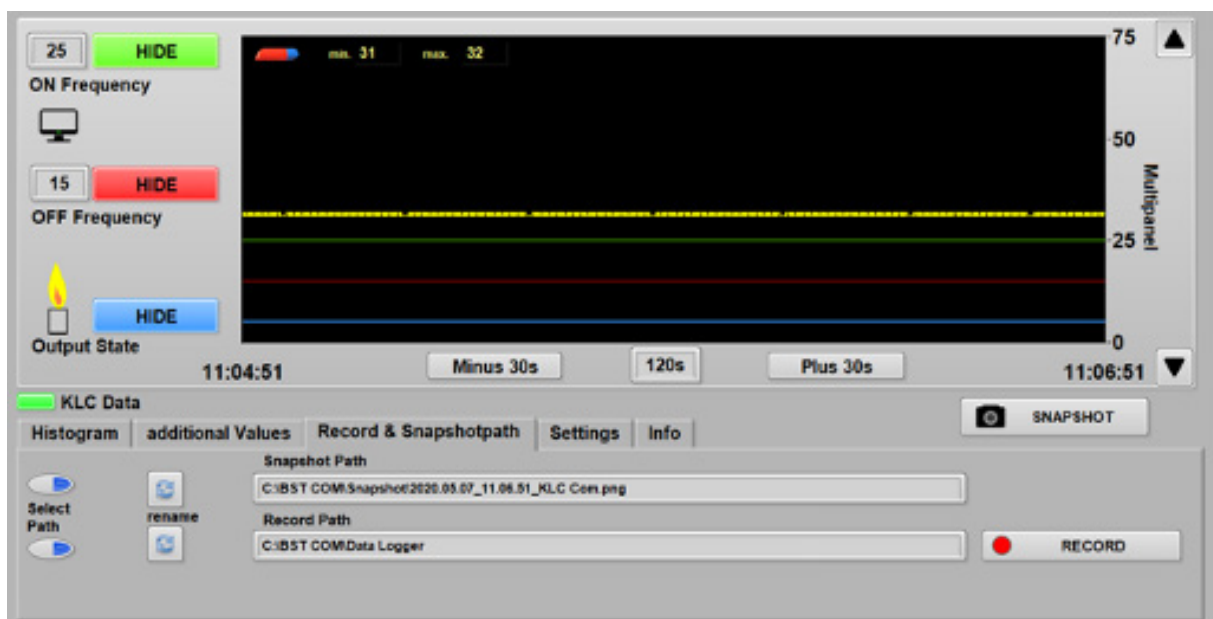 25 HIDE
ON Frequency
15 HIDE
OFF Frequency
HIDE
Output State
min. 31 max. 32
75
50
25
0
Multipanel
11:04:51 Minus 30s 120s Plus 30s 11:06:51
KLC Data
SNAPSHOT
Histogram additional Values Record & Snapshotpath Settings Info
Snapshot Path
C:\BST COM\Snapshot\2020.05.07_11.06.51_KLC Com.png
Select
Path
rename
Record Path
C:\BST COM\Data Logger
RECORD